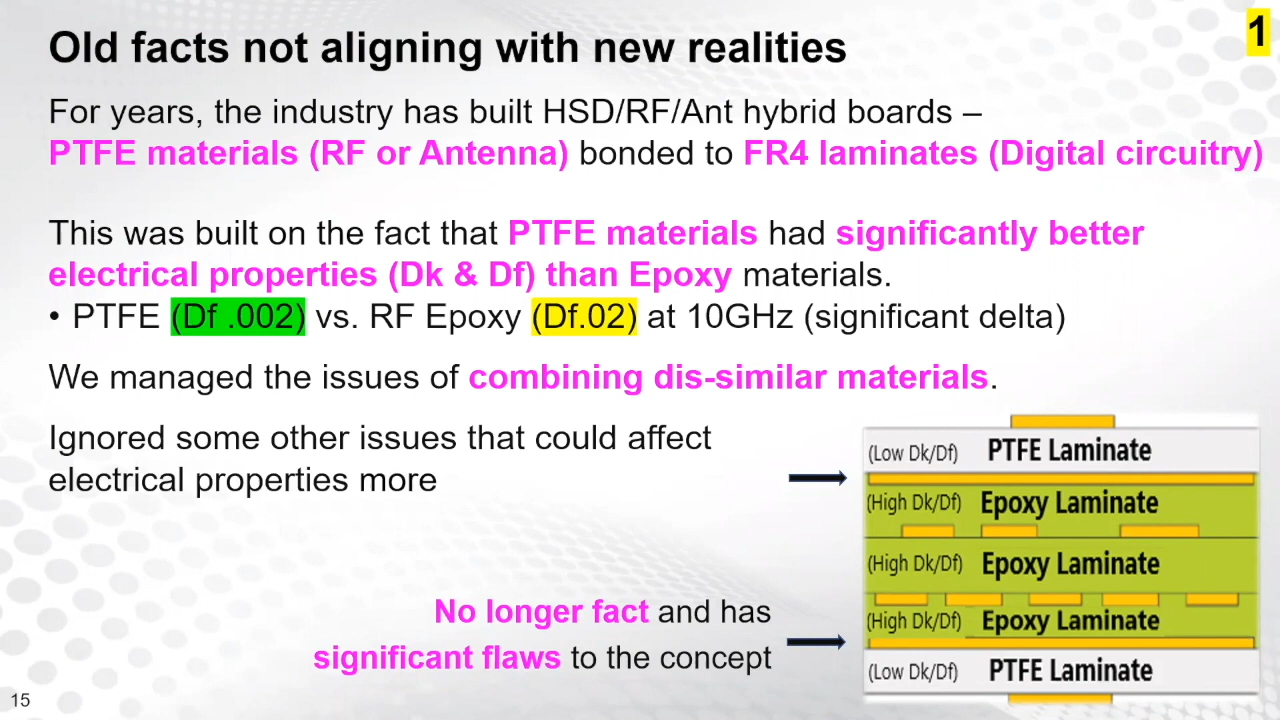 1
Old facts not aligning with new realities
For years, the industry has built HSD/RF/Ant hybrid boards –
PTFE materials (RF or Antenna) bonded to FR4 laminates (Digital circuitry)
This was built on the fact that PTFE materials had significantly better
electrical properties (Dk & Df) than Epoxy materials.
• PTFE (Df .002) vs. RF Epoxy (Df.02) at 10GHz (significant delta)
We managed the issues of combining dis-similar materials.
Ignored some other issues that could affect
electrical properties more
No longer fact and has
significant flaws to the concept
(Low Dk/Df) PTFE Laminate
(High Dk/Df) Epoxy Laminate
(High Dk/Df) Epoxy Laminate
(High Dk/Df) Epoxy Laminate
(Low Dk/Df) PTFE Laminate
15